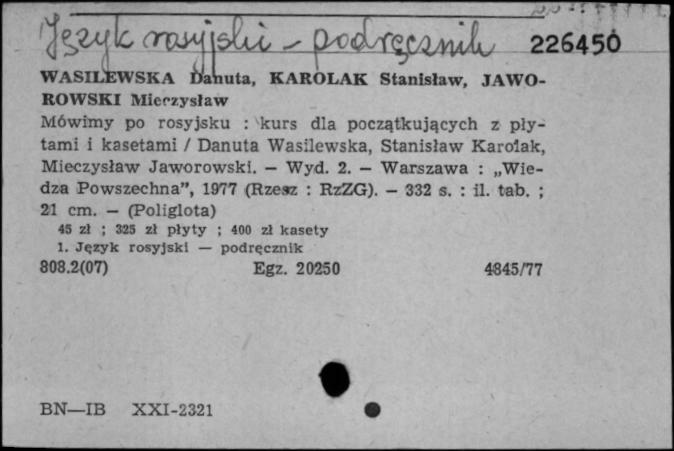 Język rosyjski – podręcznik 226450
WASILEWSKA Danuta, KAROLAK Stanisław, JAWO-
ROWSKI Mieczysław
Mówimy po rosyjsku : kurs dla początkujących z pły-
tami i kasetami / Danuta Wasilewska, Stanisław Karolak,
Mieczysław Jaworowski. — Wyd. 2. — Warszawa : „Wie-
dza Powszechna”, 1977 (Rzesz : RzZG). — 332 s. : il. tab. ;
21 cm. — (Poliglota)
45 zł ; 325 zł płyty ; 400 zł kasety
1. Język rosyjski — podręcznik
808.2(07) Egz. 20250 4845/77
BN—IB XXI-2321